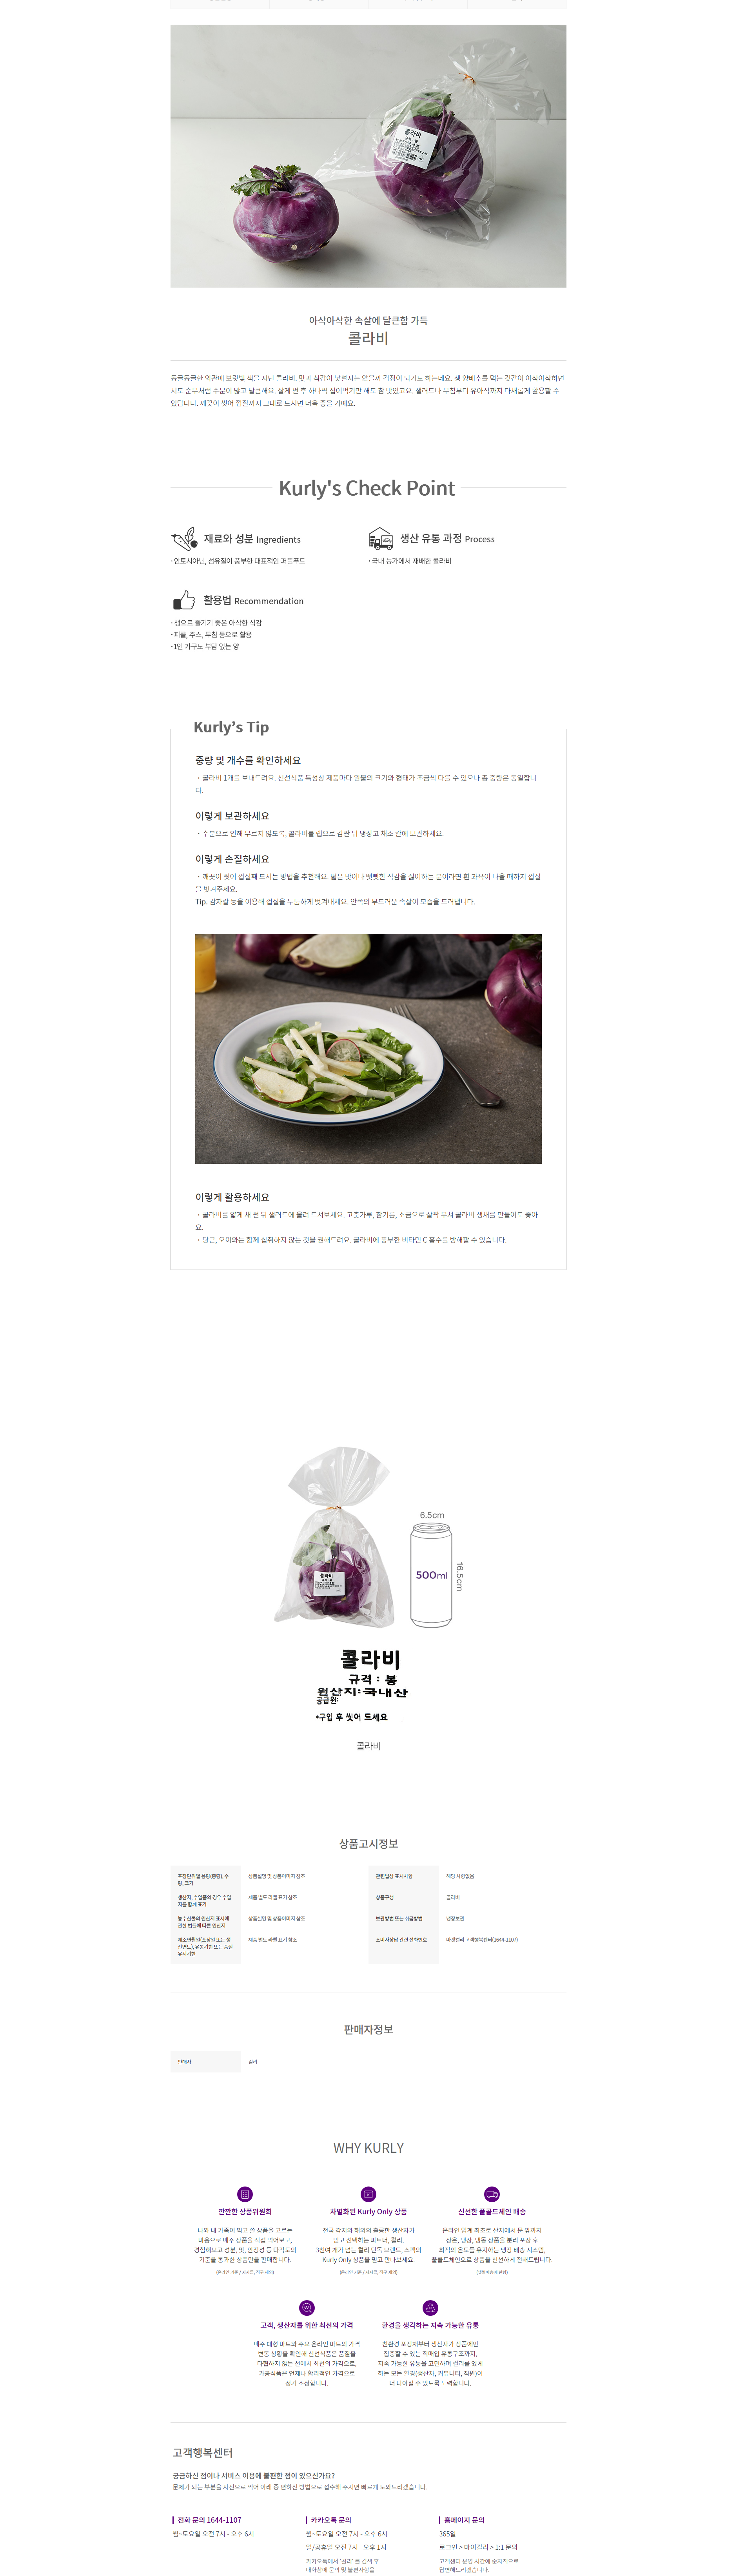 콜라비
아삭아삭한 속살에 달큰함 가득
콜라비
동글동글한 외관에 보랏빛 색을 지닌 콜라비. 맛과 식감이 낯설지는 않을까 걱정이 되기도 하는데요. 생 양배추를 먹는 것같이 아삭아삭하면
서도 순무처럼 수분이 많고 달큼해요. 잘게 썬 후 하나씩 집어먹기만 해도 참 맛있고요. 샐러드나 무침부터 유아식까지 다채롭게 활용할 수
있답니다. 깨끗이 씻어 껍질까지 그대로 드시면 더욱 좋을 거예요.
Kurly's Check Point
재료와 성분 Ingredients
· 안토시아닌, 섬유질이 풍부한 대표적인 퍼플푸드
생산 유통 과정 Process
· 국내 농가에서 재배한 콜라비
활용법 Recommendation
· 생으로 즐기기 좋은 아삭한 식감
· 피클, 주스, 무침 등으로 활용
· 1인 가구도 부담 없는 양
Kurly's Tip
중량 및 개수를 확인하세요
· 콜라비 1개를 보내드려요. 신선식품 특성상 제품마다 원물의 크기와 형태가 조금씩 다를 수 있으나 총 중량은 동일합니
다.
이렇게 보관하세요
· 수분으로 인해 무르지 않도록, 콜라비를 랩으로 감싼 뒤 냉장고 채소 칸에 보관하세요.
이렇게 손질하세요
· 깨끗이 씻어 껍질째 드시는 방법을 추천해요. 떫은 맛이나 뻣뻣한 식감을 싫어하는 분이라면 흰 과육이 나올 때까지 껍질
을 벗겨주세요.
Tip. 감자칼 등을 이용해 껍질을 두툼하게 벗겨내세요. 안쪽의 부드러운 속살이 모습을 드러냅니다.
이렇게 활용하세요
· 콜라비를 얇게 채 썬 뒤 샐러드에 올려 드셔보세요. 고춧가루, 참기름, 소금으로 살짝 무쳐 콜라비 생채를 만들어도 좋아
요.
· 당근, 오이와는 함께 섭취하지 않는 것을 권해드려요. 콜라비에 풍부한 비타민 C 흡수를 방해할 수 있습니다.
콜라비
6.5cm
500ml
16.5cm
콜라비
규격 : 봉
원산지:국내산
공급원:
•구입 후 씻어 드세요
콜라비
상품고시정보
포장단위별 용량(중량), 수
량, 크기
상품설명 및 상품이미지 참조
관련법상 표시사항
해당 사항없음
생산자, 수입품의 경우 수입
자를 함께 표기
제품 별도 라벨 표기 참조
상품구성
콜라비
농수산물의 원산지 표시에
관한 법률에 따른 원산지
상품설명 및 상품이미지 참조
보관방법 또는 취급방법
냉장보관
제조연월일(포장일 또는 생
산연도), 유통기한 또는 품질
유지기한
제품 별도 라벨 표기 참조
소비자상담 관련 전화번호
마켓컬리 고객행복센터(1644-1107)
판매자정보
판매자
컬리
WHY KURLY
깐깐한 상품위원회
나와 내 가족이 먹고 쓸 상품을 고르는
마음으로 매주 상품을 직접 먹어보고,
경험해보고 성분, 맛, 안정성 등 다각도의
기준을 통과한 상품만을 판매합니다.
(온라인 기준 / 자사몰, 직구 제외)
차별화된 Kurly Only 상품
전국 각지와 해외의 훌륭한 생산자가
믿고 선택하는 파트너, 컬리.
3천여 개가 넘는 컬리 단독 브랜드, 스펙의
Kurly Only 상품을 믿고 만나보세요.
(온라인 기준 / 자사몰, 직구 제외)
신선한 풀콜드체인 배송
온라인 업계 최초로 산지에서 문 앞까지
상온, 냉장, 냉동 상품을 분리 포장 후
최적의 온도를 유지하는 냉장 배송 시스템,
풀콜드체인으로 상품을 신선하게 전해드립니다.
(샛별배송에 한함)
고객, 생산자를 위한 최선의 가격
매주 대형 마트와 주요 온라인 마트의 가격
변동 상황을 확인해 신선식품은 품질을
타협하지 않는 선에서 최선의 가격으로,
가공식품은 언제나 합리적인 가격으로
정기 조정합니다.
환경을 생각하는 지속 가능한 유통
친환경 포장재부터 생산자가 상품에만
집중할 수 있는 직매입 유통구조까지,
지속 가능한 유통을 고민하며 컬리를 있게
하는 모든 환경(생산자, 커뮤니티, 직원)이
더 나아질 수 있도록 노력합니다.
고객행복센터
궁금하신 점이나 서비스 이용에 불편한 점이 있으신가요?
문제가 되는 부분을 사진으로 찍어 아래 중 편하신 방법으로 접수해 주시면 빠르게 도와드리겠습니다.
전화 문의 1644-1107
월~토요일 오전 7시 - 오후 6시
카카오톡 문의
월~토요일 오전 7시 - 오후 6시
일/공휴일 오전 7시 - 오후 1시
카카오톡에서 '컬리' 를 검색 후
대화창에 문의 및 불편사항을
홈페이지 문의
365일
로그인 > 마이컬리 > 1:1 문의
고객센터 운영 시간에 순차적으로
답변해드리겠습니다.